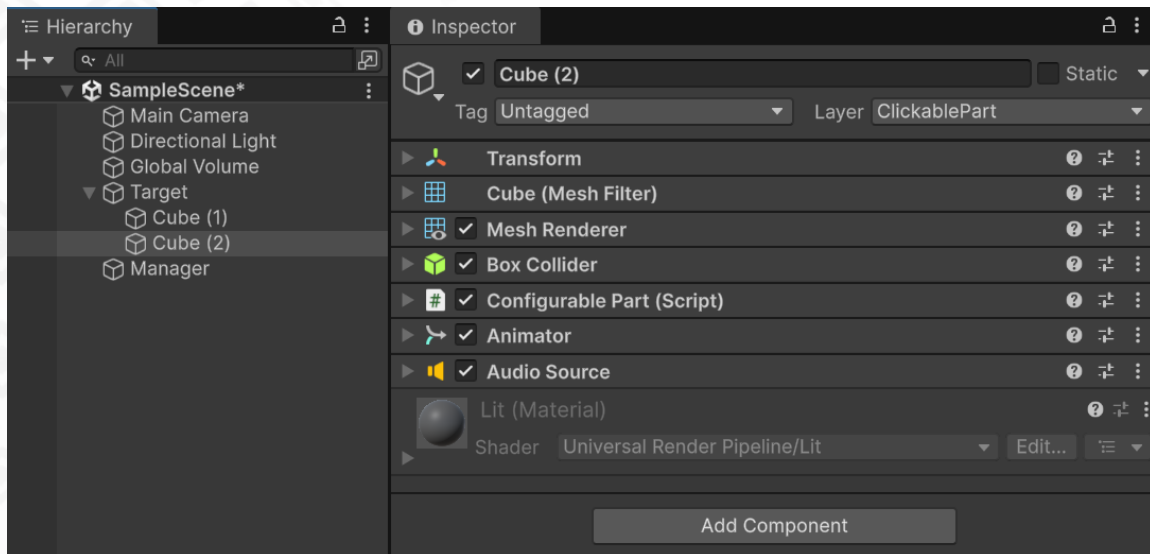 Hierarchy
All
SampleScene*
Main Camera
Directional Light
Global Volume
Target
Cube (1)
Cube (2)
Manager
Inspector
Cube (2)
Static
Tag Untagged Layer ClickablePart
Transform
Cube (Mesh Filter)
Mesh Renderer
Box Collider
# Configurable Part (Script)
Animator
Audio Source
Lit (Material)
Shader Universal Render Pipeline/Lit Edit...
Add Component